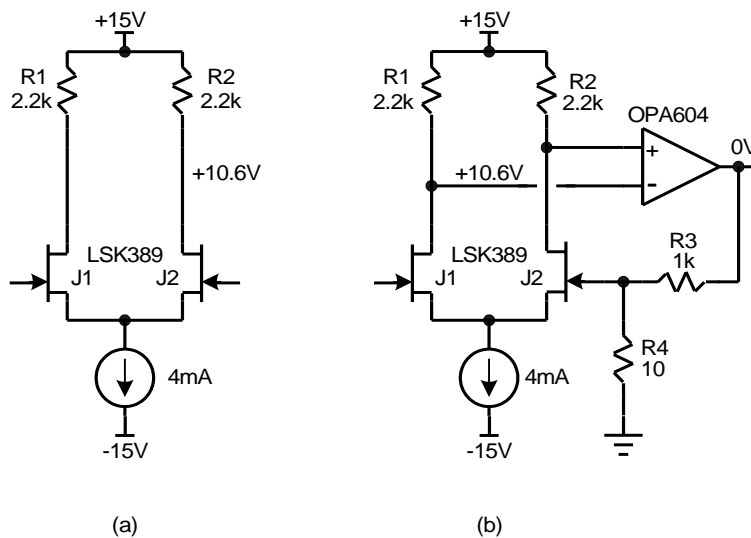 +15V
R1
2.2k
R2
2.2k
+10.6V
LSK389
J1
J2
4mA
-15V
(a)
+15V
R1
2.2k
R2
2.2k
OPA604
+
-
0V
+10.6V
LSK389
J1
J2
R3
1k
R4
10
4mA
-15V
(b)